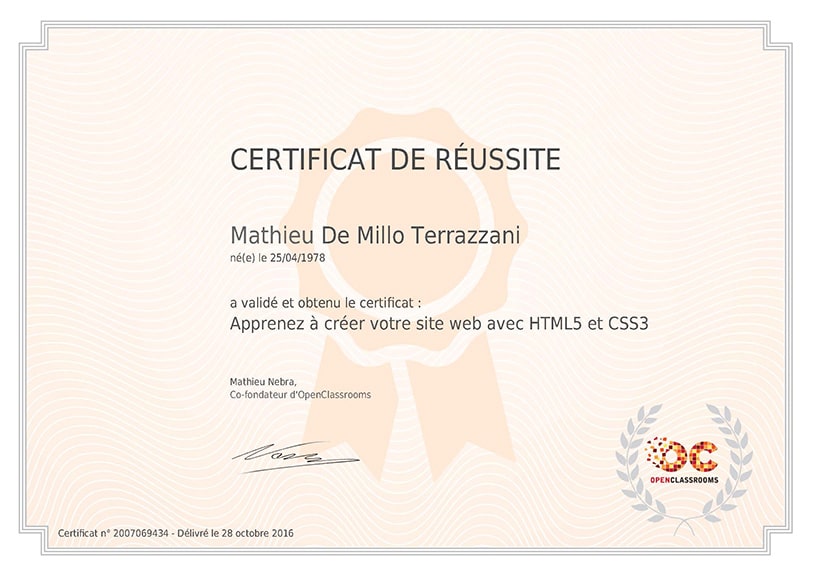 CERTIFICAT DE RÉUSSITE
Mathieu De Millo Terrazzani
né(e) le 25/04/1978
a validé et obtenu le certificat :
Apprenez à créer votre site web avec HTML5 et CSS3
Mathieu Nebra,
Co-fondateur d'OpenClassrooms
OC
OPENCLASSROOMS
Certificat n° 2007069434 - Délivré le 28 octobre 2016